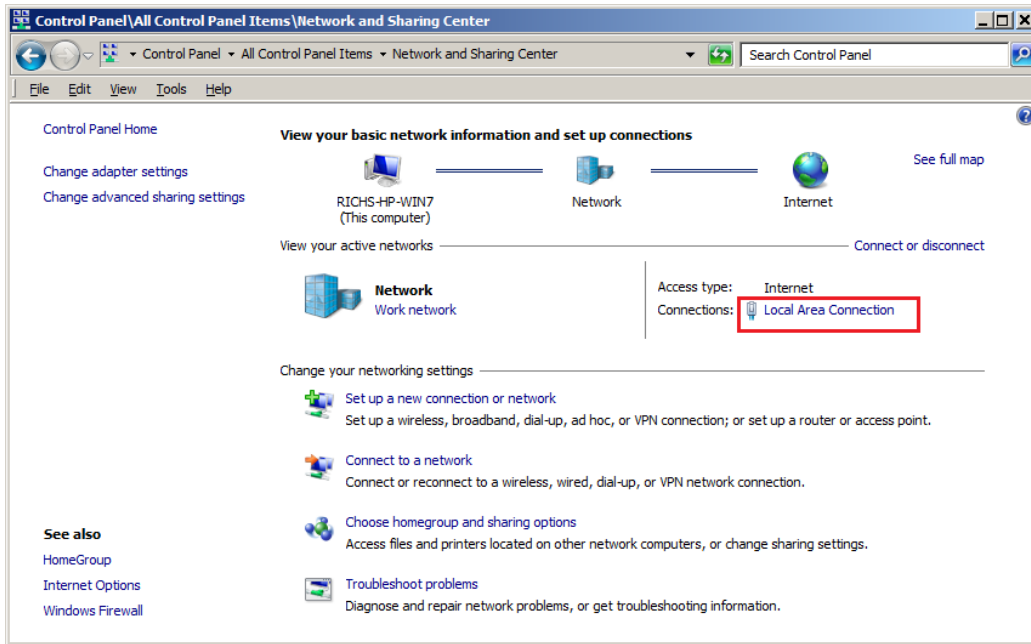 Control Panel\All Control Panel Items\Network and Sharing Center
Control Panel All Control Panel Items Network and Sharing Center
Search Control Panel
File Edit View Tools Help
Control Panel Home
Change adapter settings
Change advanced sharing settings
View your basic network information and set up connections
See full map
RICHS-HP-WIN7
(This computer)
Network
Internet
View your active networks
Connect or disconnect
Network
Work network
Access type: Internet
Connections: Local Area Connection
Change your networking settings
Set up a new connection or network
Set up a wireless, broadband, dial-up, ad hoc, or VPN connection; or set up a router or access point.
Connect to a network
Connect or reconnect to a wireless, wired, dial-up, or VPN network connection.
Choose homegroup and sharing options
Access files and printers located on other network computers, or change sharing settings.
Troubleshoot problems
Diagnose and repair network problems, or get troubleshooting information.
See also
HomeGroup
Internet Options
Windows Firewall